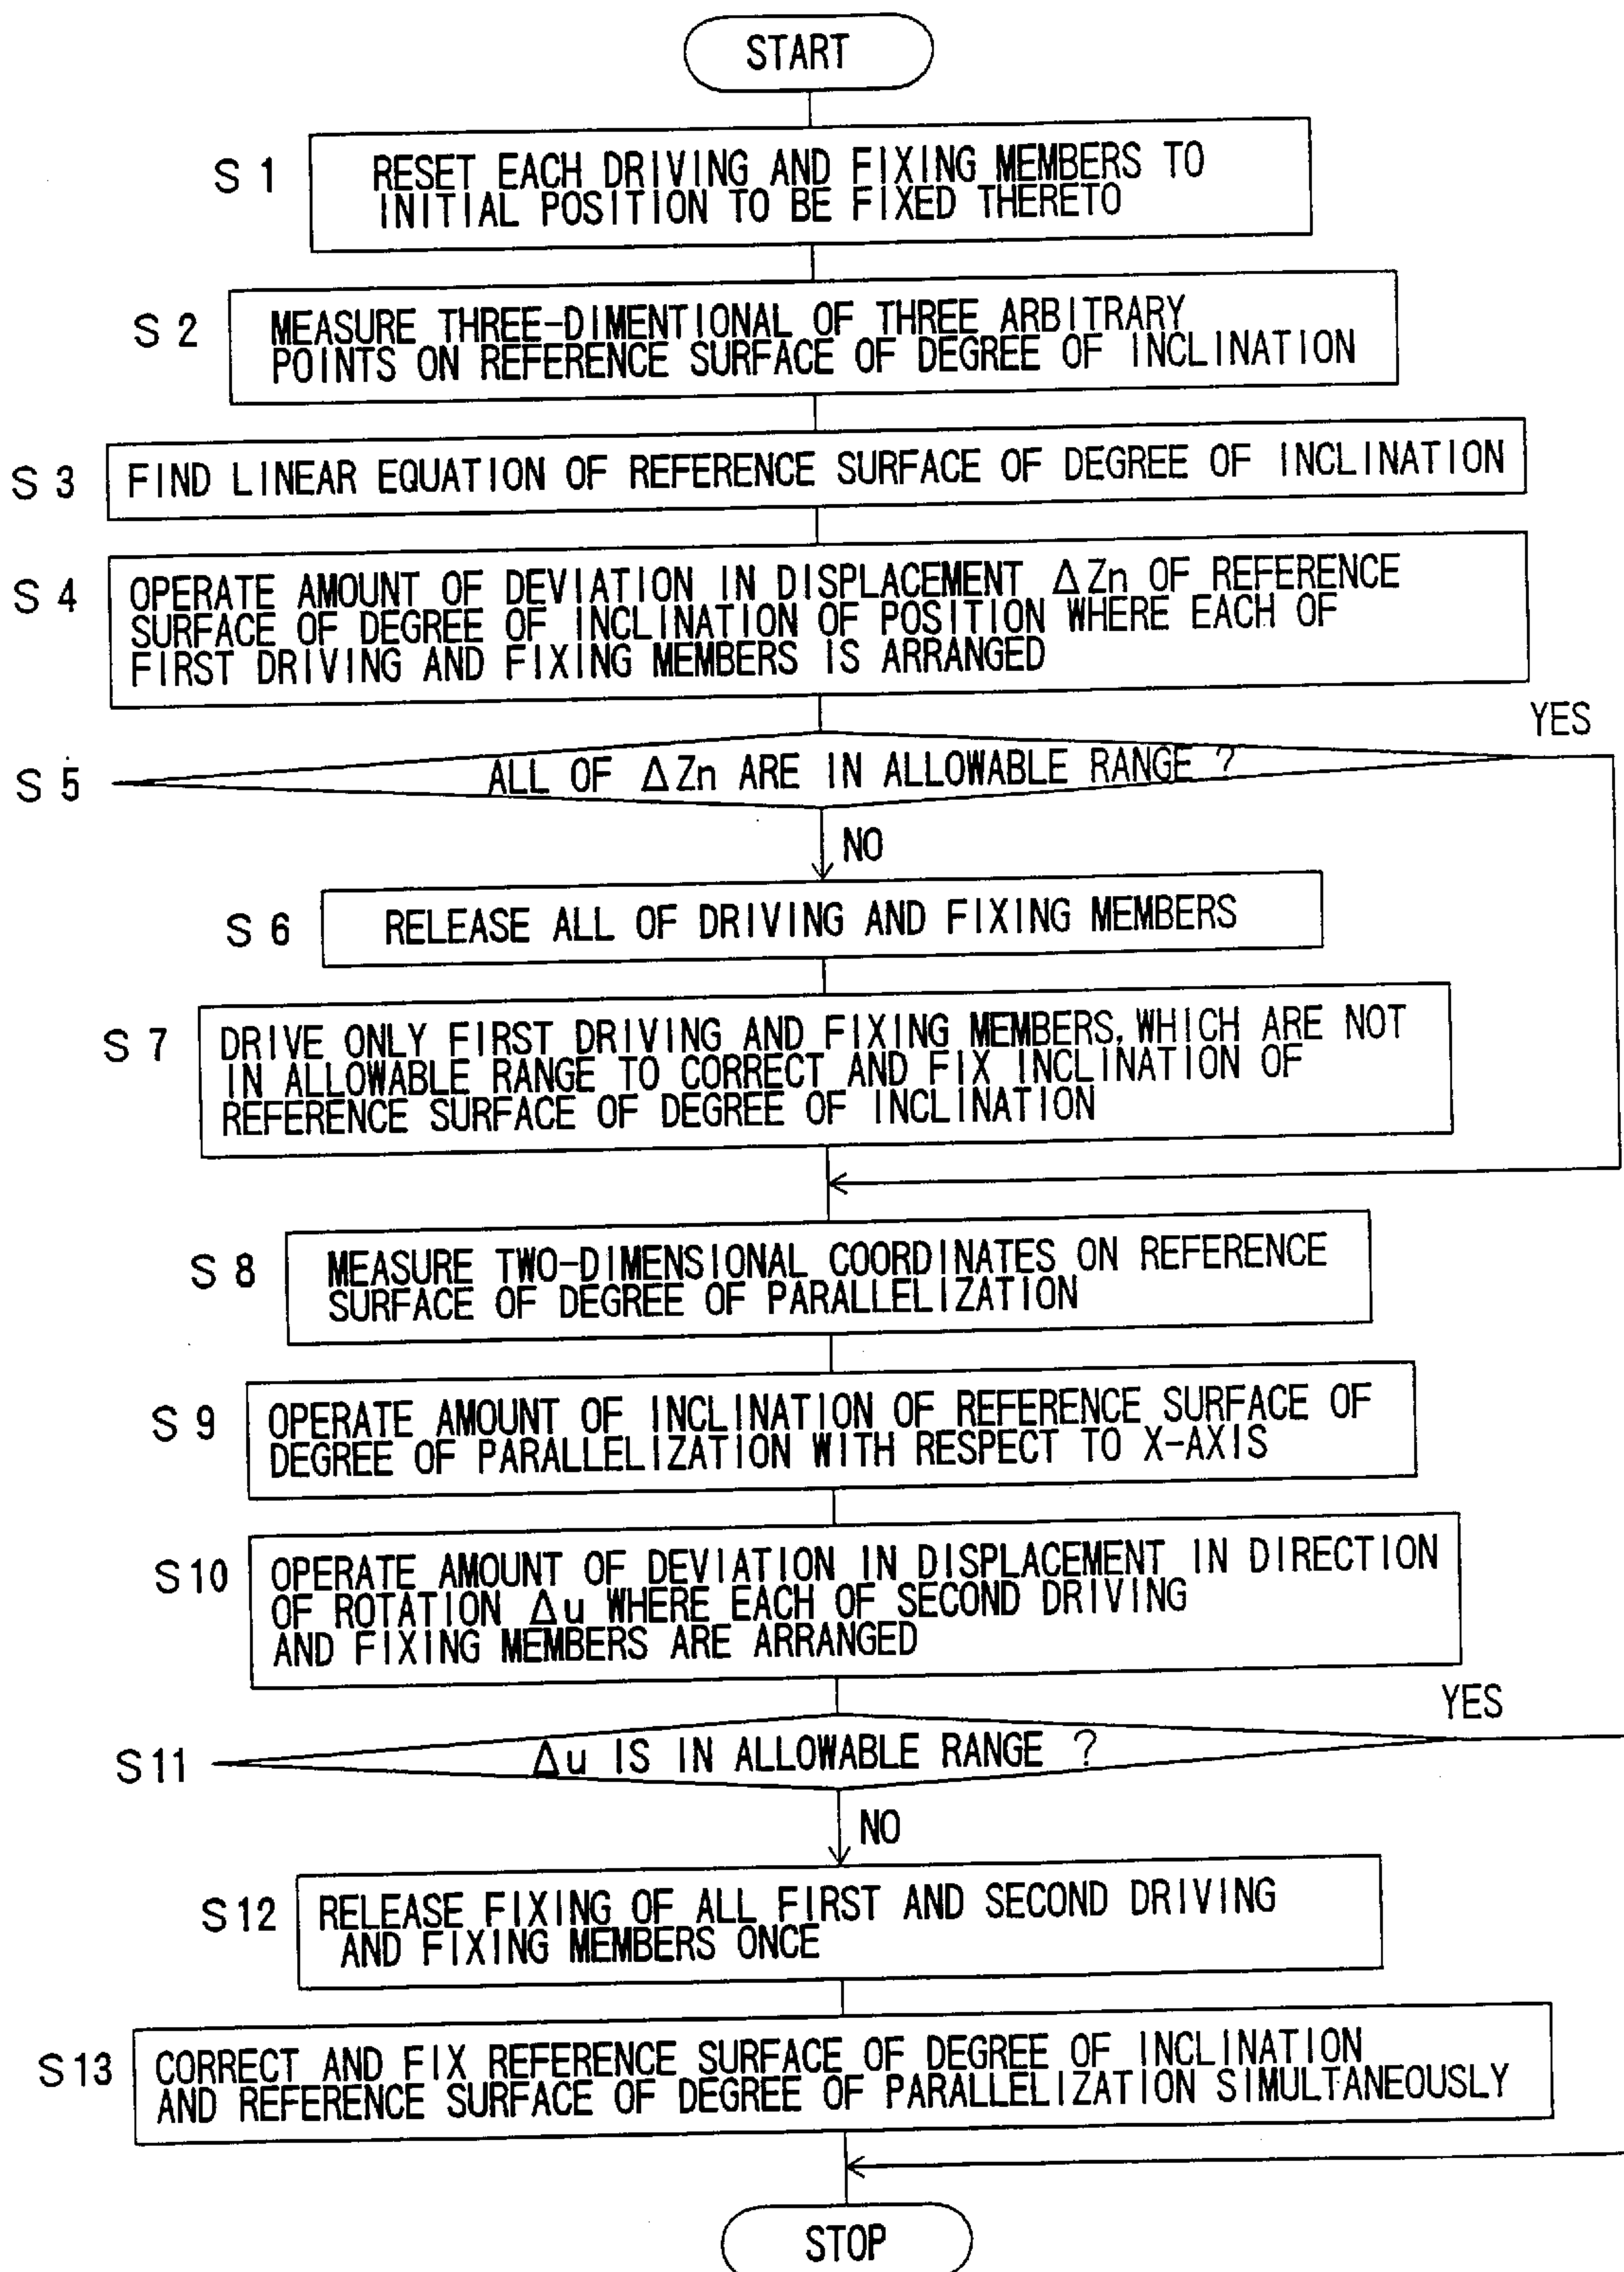 START
S 1
RESET EACH DRIVING AND FIXING MEMBERS TO
INITIAL POSITION TO BE FIXED THERETO
S 2
MEASURE THREE-DIMENTIONAL OF THREE ARBITRARY
POINTS ON REFERENCE SURFACE OF DEGREE OF INCLINATION
S 3
FIND LINEAR EQUATION OF REFERENCE SURFACE OF DEGREE OF INCLINATION
S 4
OPERATE AMOUNT OF DEVIATION IN DISPLACEMENT ΔZn OF REFERENCE
SURFACE OF DEGREE OF INCLINATION OF POSITION WHERE EACH OF
FIRST DRIVING AND FIXING MEMBERS IS ARRANGED
YES
S 5
ALL OF ΔZn ARE IN ALLOWABLE RANGE ?
NO
S 6
RELEASE ALL OF DRIVING AND FIXING MEMBERS
S 7
DRIVE ONLY FIRST DRIVING AND FIXING MEMBERS, WHICH ARE NOT
IN ALLOWABLE RANGE TO CORRECT AND FIX INCLINATION OF
REFERENCE SURFACE OF DEGREE OF INCLINATION
S 8
MEASURE TWO-DIMENSIONAL COORDINATES ON REFERENCE
SURFACE OF DEGREE OF PARALLELIZATION
S 9
OPERATE AMOUNT OF INCLINATION OF REFERENCE SURFACE OF
DEGREE OF PARALLELIZATION WITH RESPECT TO X-AXIS
S10
OPERATE AMOUNT OF DEVIATION IN DISPLACEMENT IN DIRECTION
OF ROTATION Δu WHERE EACH OF SECOND DRIVING
AND FIXING MEMBERS ARE ARRANGED
YES
S11
Δu IS IN ALLOWABLE RANGE ?
NO
S12
RELEASE FIXING OF ALL FIRST AND SECOND DRIVING
AND FIXING MEMBERS ONCE
S13
CORRECT AND FIX REFERENCE SURFACE OF DEGREE OF INCLINATION
AND REFERENCE SURFACE OF DEGREE OF PARALLELIZATION SIMULTANEOUSLY
STOP